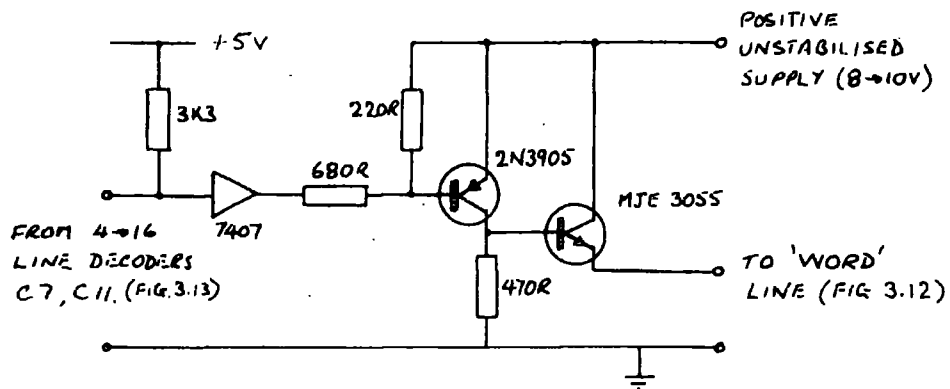 +5V
POSITIVE
UNSTABILISED
SUPPLY (8→10V)
3K3
220R
2N3905
680R
MJE 3055
7407
FROM 4→16
LINE DECODERS
C7, C11. (FIG. 3.13)
470R
TO 'WORD'
LINE (FIG 3.12)